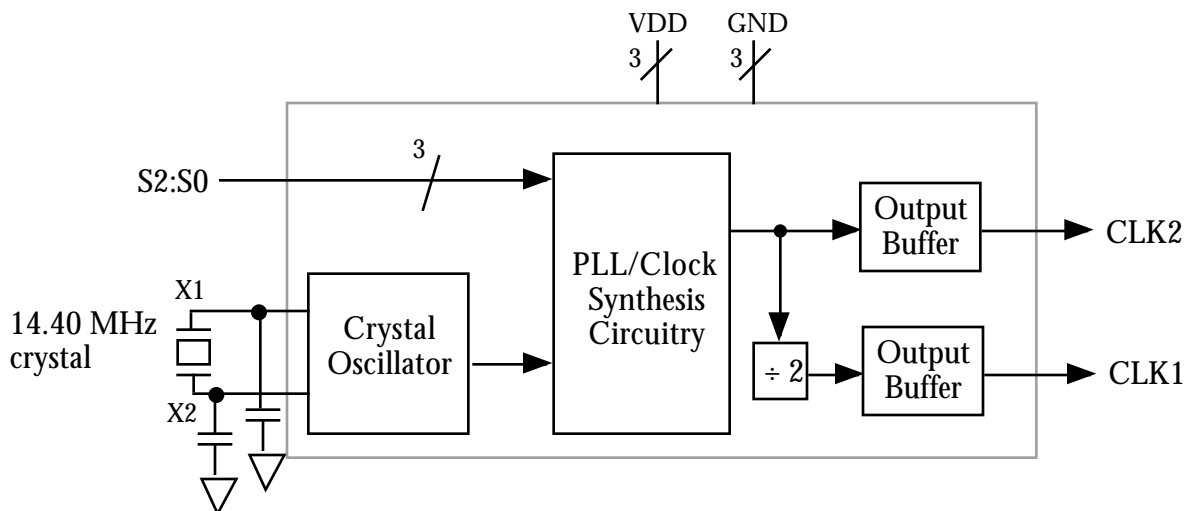 VDD
GND
3
3
3
S2:S0
PLL/Clock
Synthesis
Circuitry
Output
Buffer
CLK2
X1
14.40 MHz
crystal
X2
Crystal
Oscillator
÷ 2
Output
Buffer
CLK1